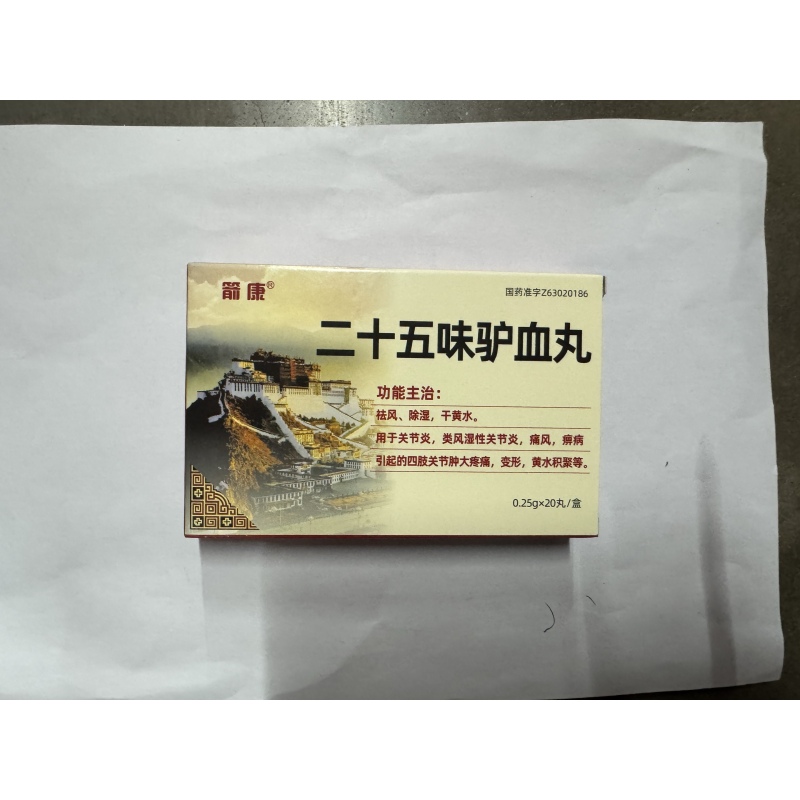 箭康®
国药准字Z63020186
二十五味驴血丸
功能主治：
祛风、除湿，干黄水。
用于关节炎，类风湿性关节炎，痛风，痹病
引起的四肢关节肿大疼痛，变形，黄水积聚等。
0.25g×20丸/盒